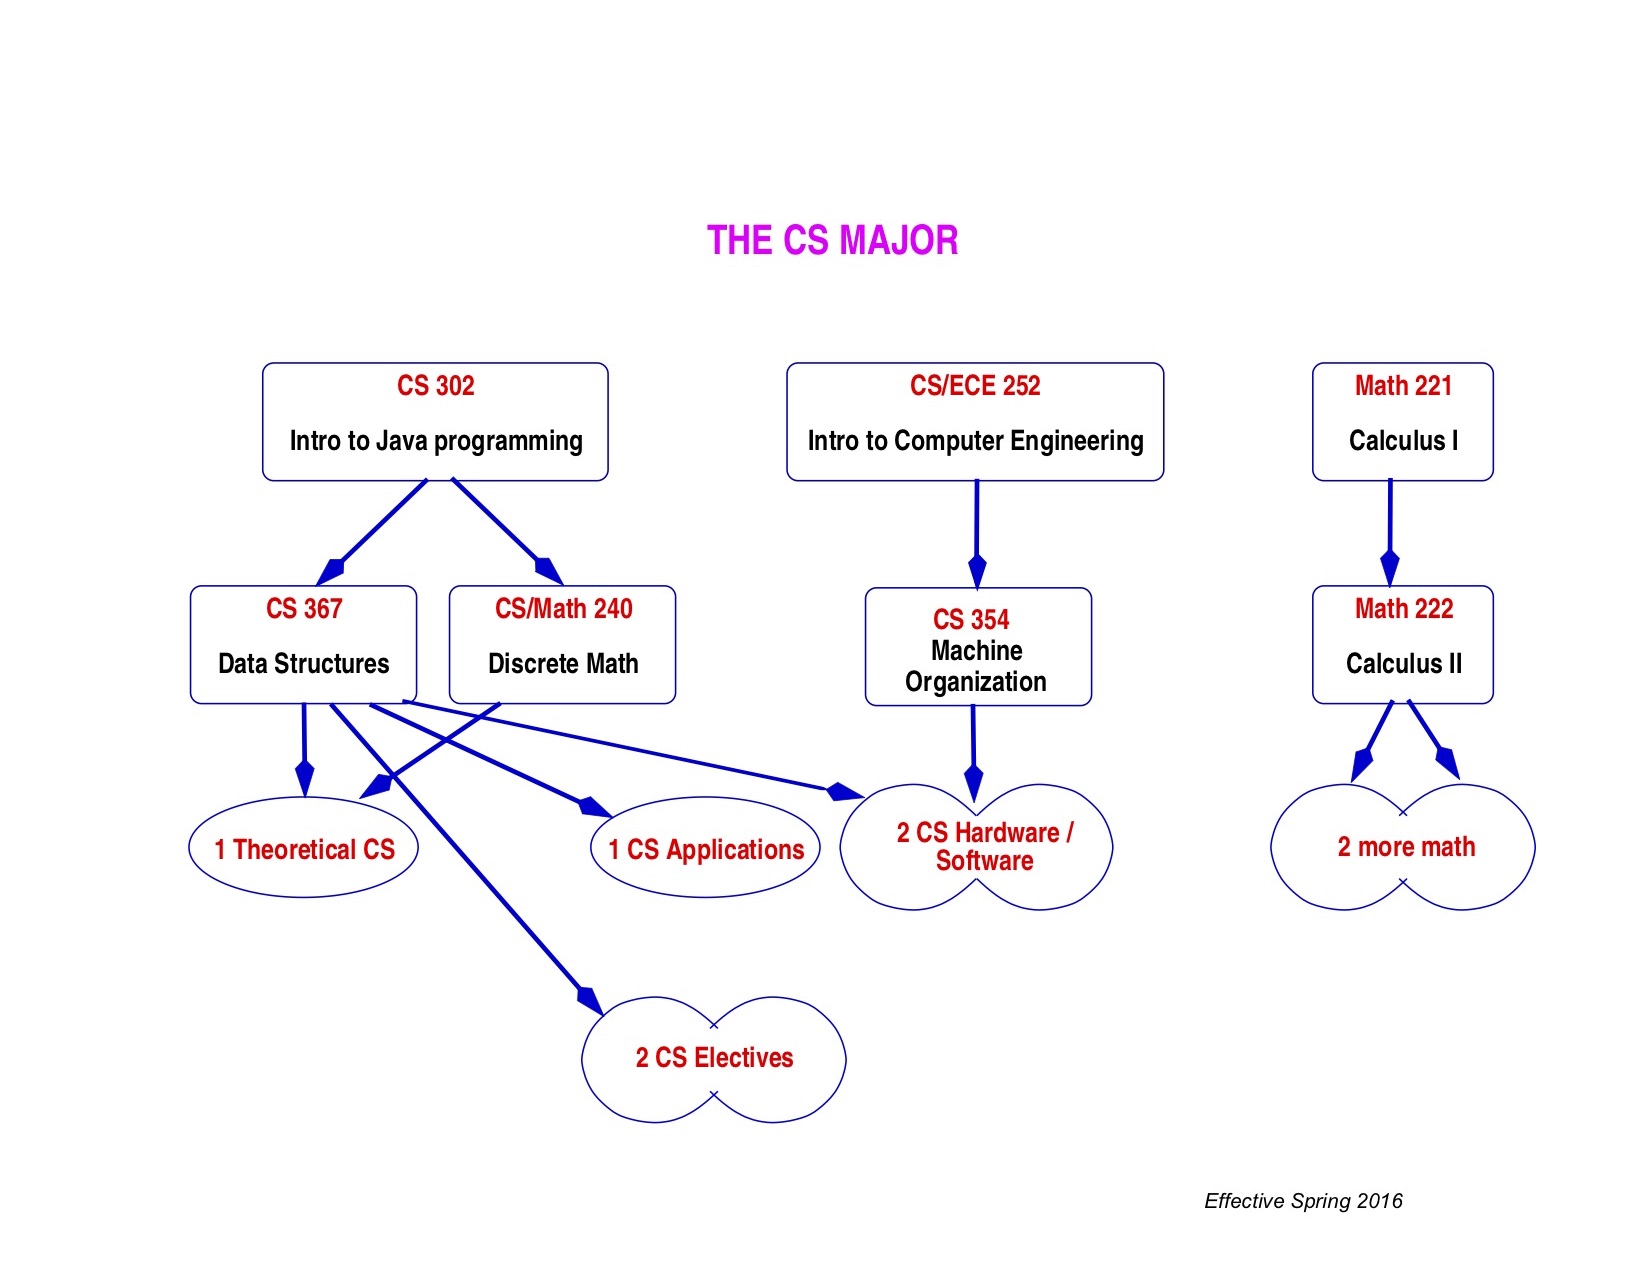 THE CS MAJOR
CS 302
Intro to Java programming
CS/ECE 252
Intro to Computer Engineering
Math 221
Calculus I
CS 367
Data Structures
CS/Math 240
Discrete Math
CS 354
Machine
Organization
Math 222
Calculus II
1 Theoretical CS
1 CS Applications
2 CS Hardware /
Software
2 more math
2 CS Electives
Effective Spring 2016